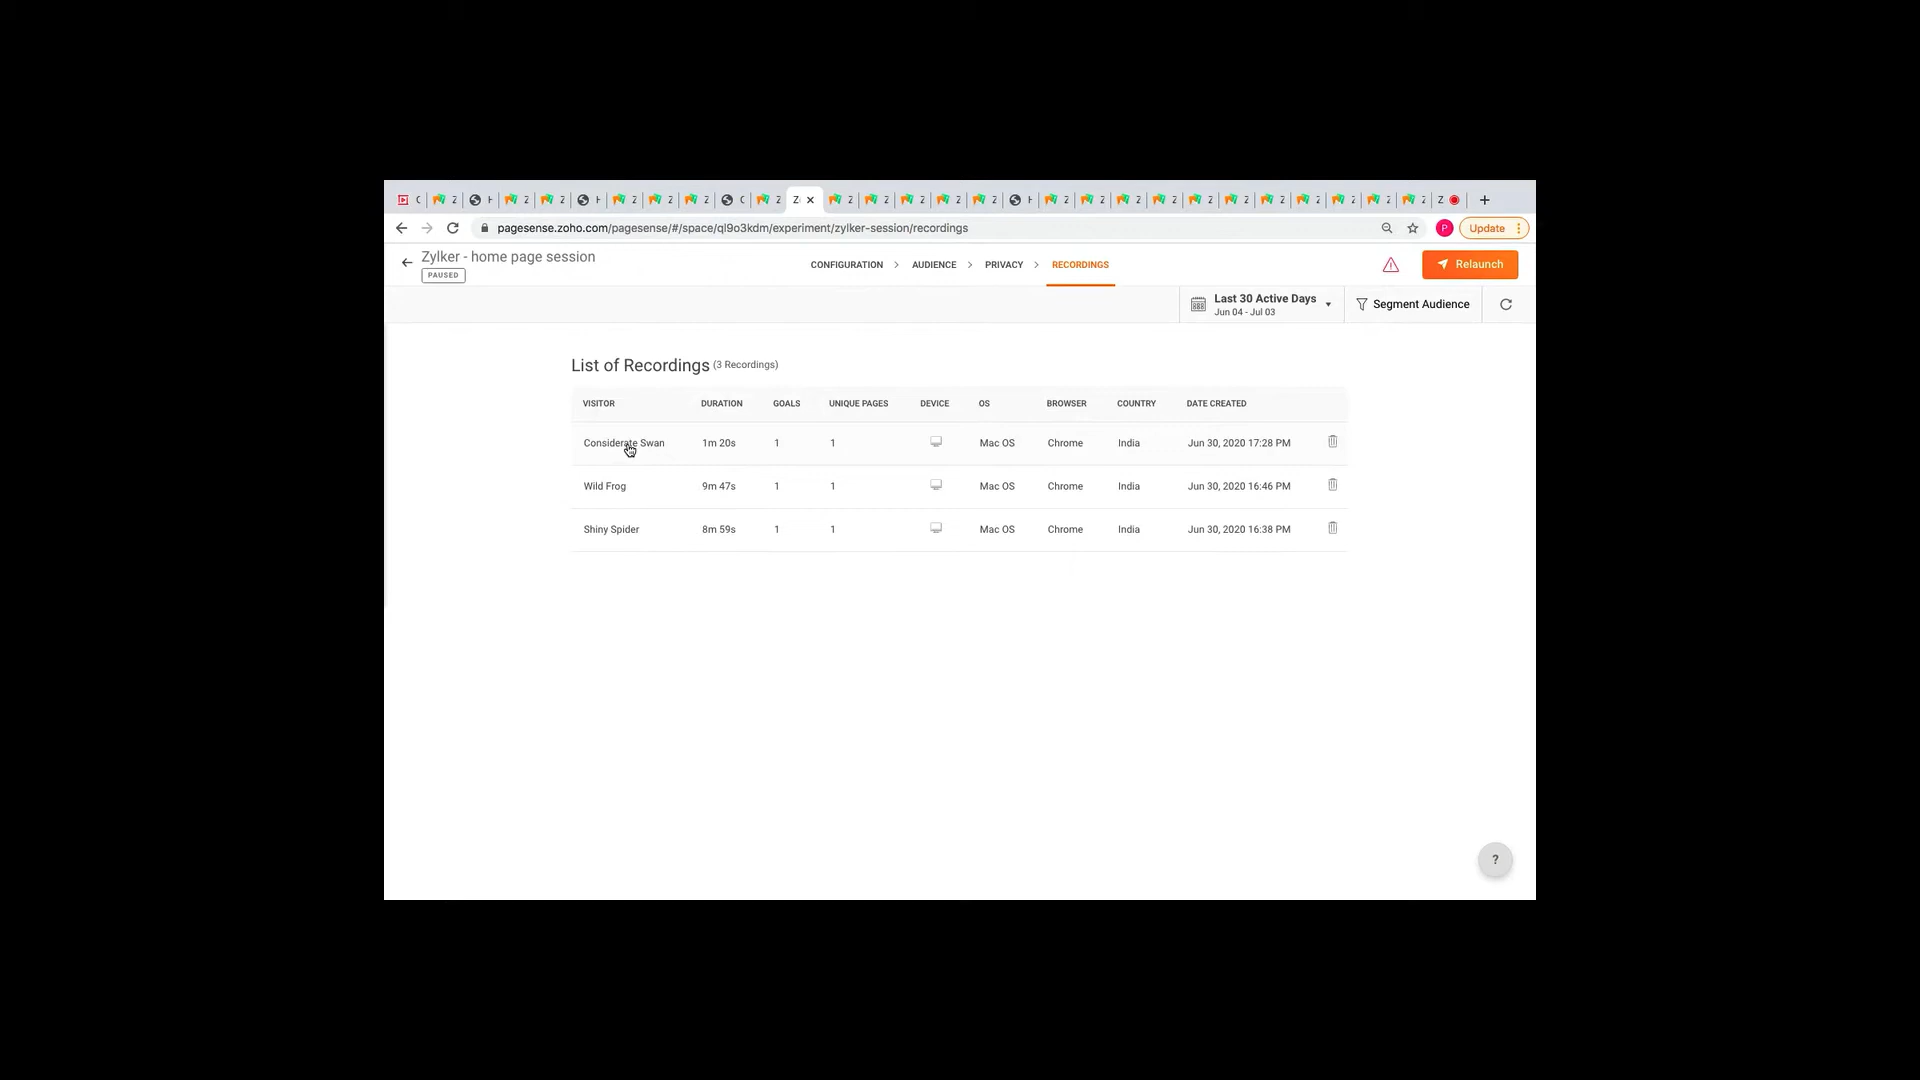 pagesense.zoho.com/pagesense/#/space/ql9o3kdm/experiment/zylker-session/recordings
P
Update
Zylker - home page session
PAUSED
CONFIGURATION > AUDIENCE > PRIVACY > RECORDINGS
Relaunch
Last 30 Active Days
Jun 04 - Jul 03
Segment Audience
List of Recordings (3 Recordings)
VISITOR DURATION GOALS UNIQUE PAGES DEVICE OS BROWSER COUNTRY DATE CREATED
Considerate Swan 1m 20s 1 1 Mac OS Chrome India Jun 30, 2020 17:28 PM
Wild Frog 9m 47s 1 1 Mac OS Chrome India Jun 30, 2020 16:46 PM
Shiny Spider 8m 59s 1 1 Mac OS Chrome India Jun 30, 2020 16:38 PM
?